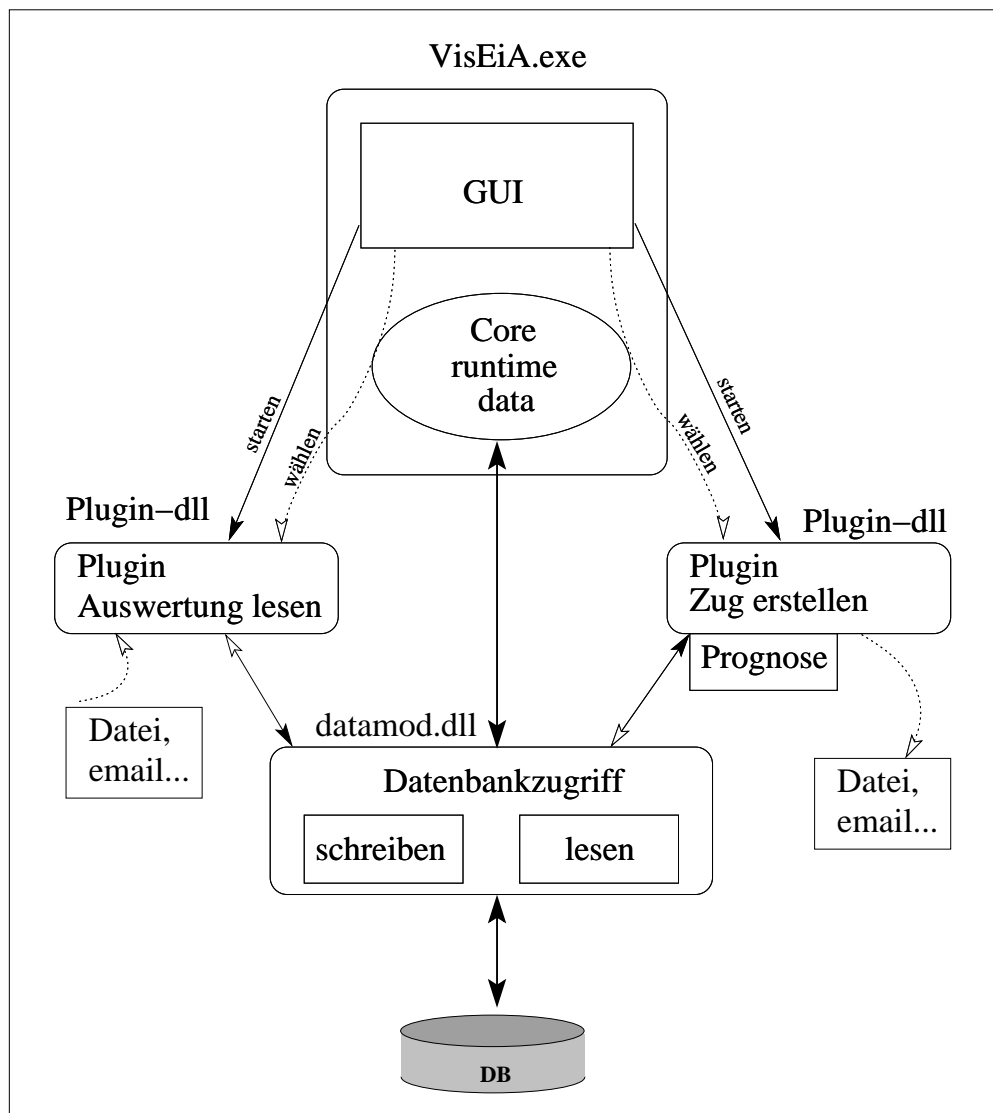 VisEiA.exe
GUI
Core
runtime
data
starten
wählen
wählen
starten
Plugin–dll
Plugin
Auswertung lesen
Plugin–dll
Plugin
Zug erstellen
Prognose
Datei,
email...
datamod.dll
Datenbankzugriff
schreiben
lesen
Datei,
email...
DB